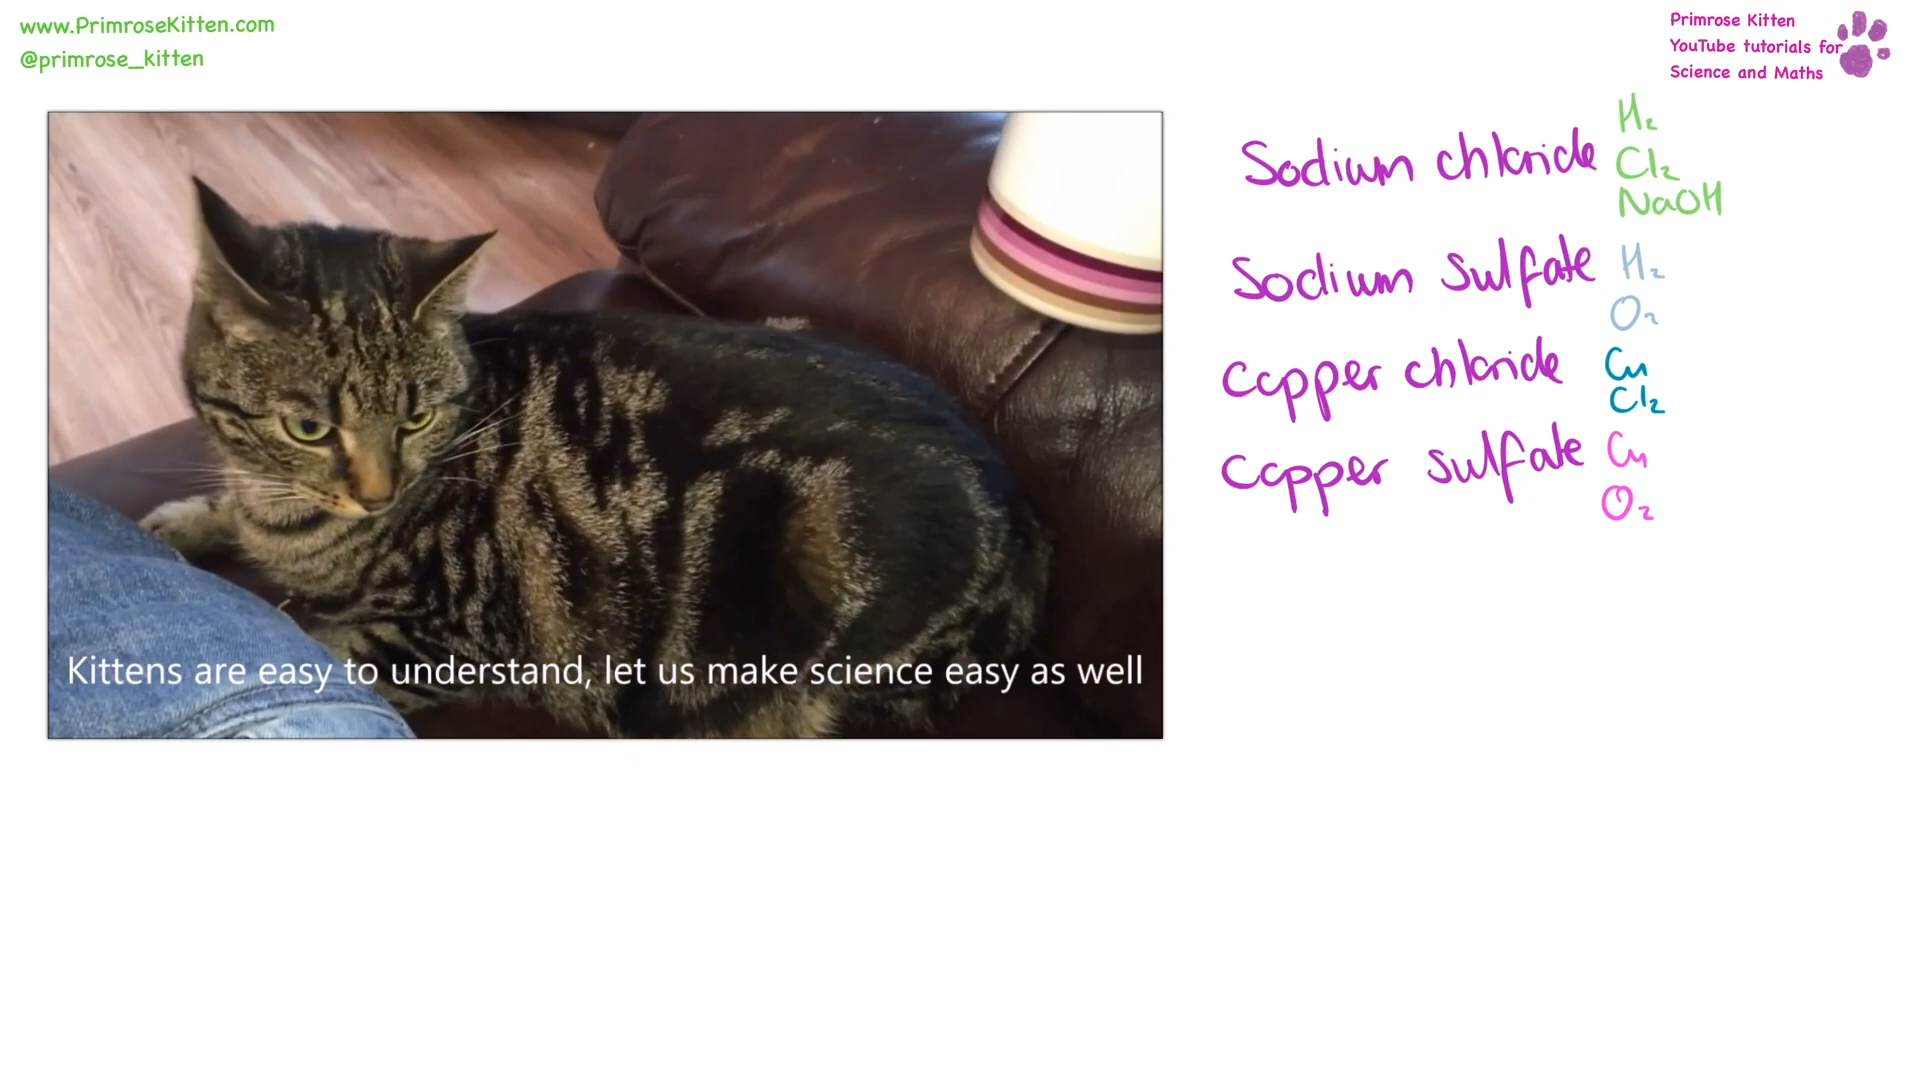 www.PrimroseKitten.com
@primrose_kitten
Primrose Kitten
YouTube tutorials for
Science and Maths
Sodium chloride
H₂
Cl₂
NaOH
Sodium sulfate
H₂
O₂
Copper chloride
Cu
Cl₂
Copper sulfate
Cu
O₂
Kittens are easy to understand, let us make science easy as well